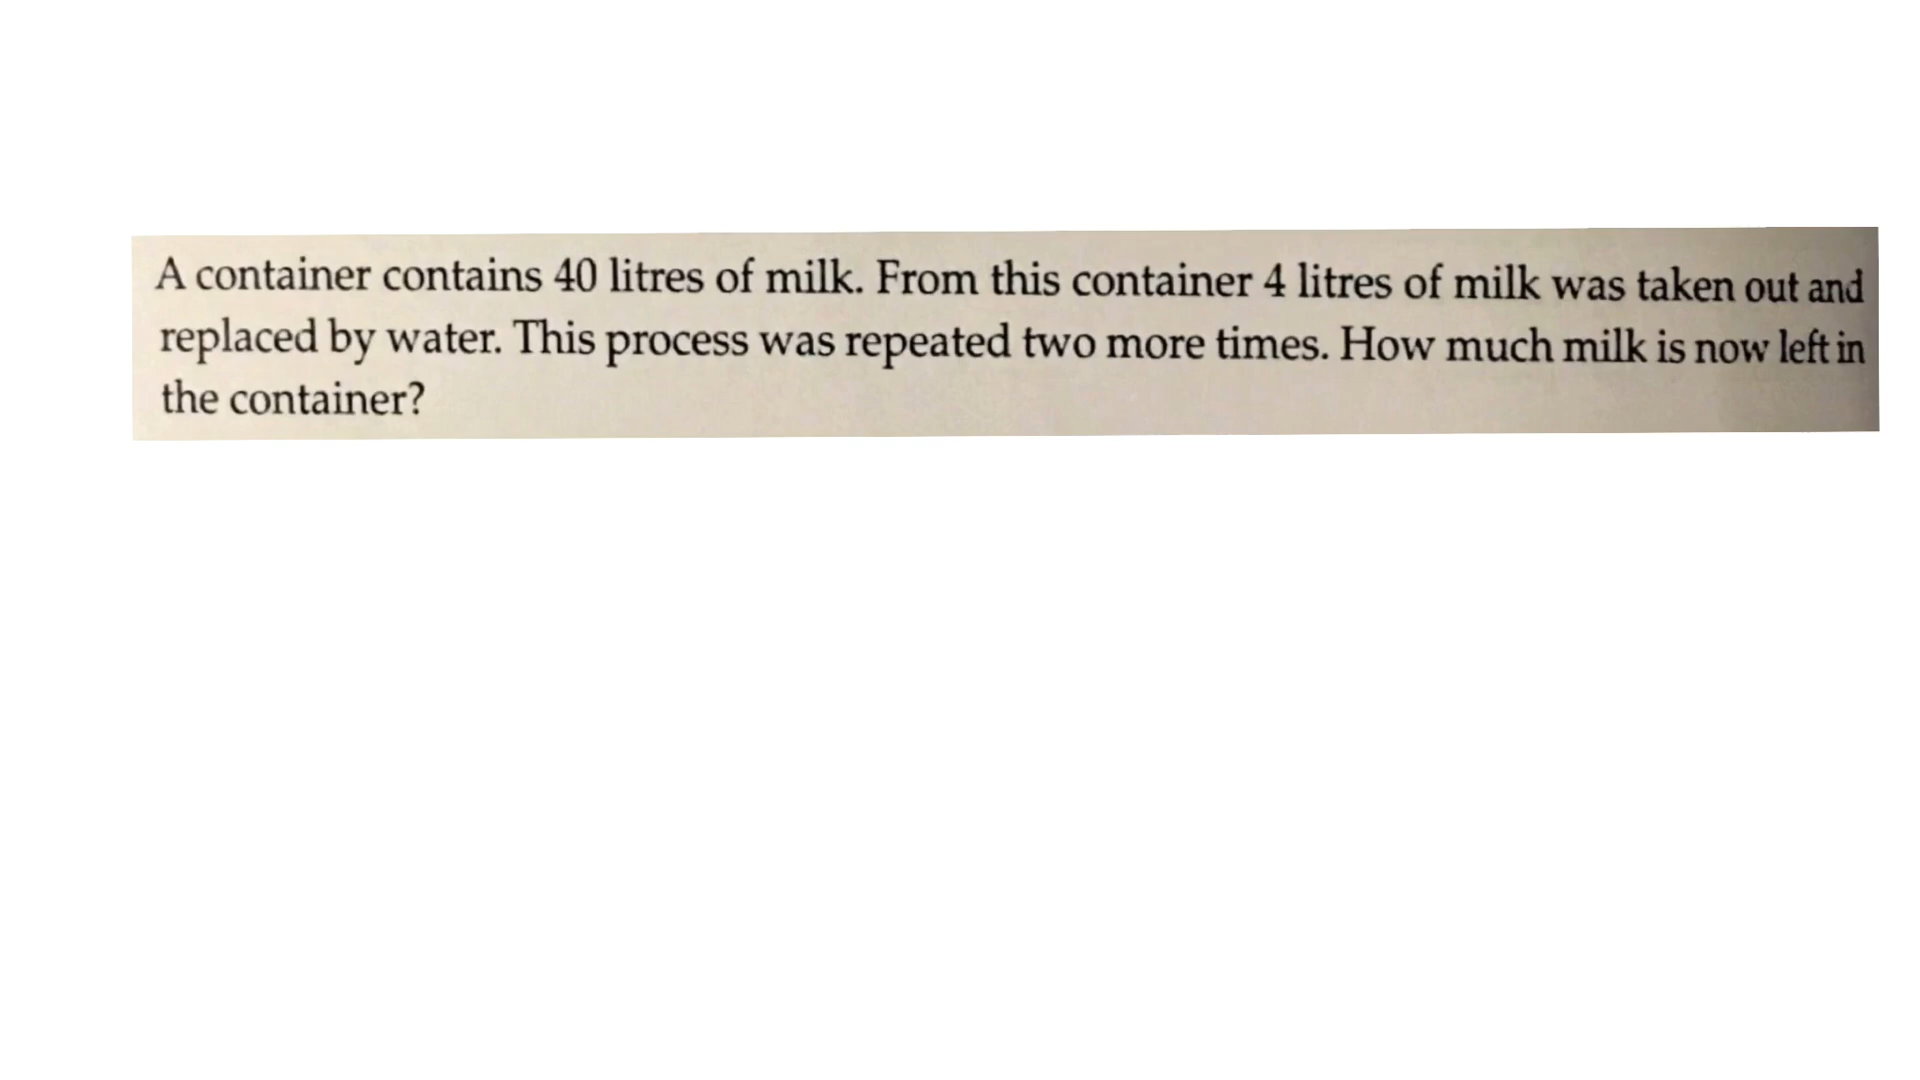 A container contains 40 litres of milk. From this container 4 litres of milk was taken out and
replaced by water. This process was repeated two more times. How much milk is now left in
the container?